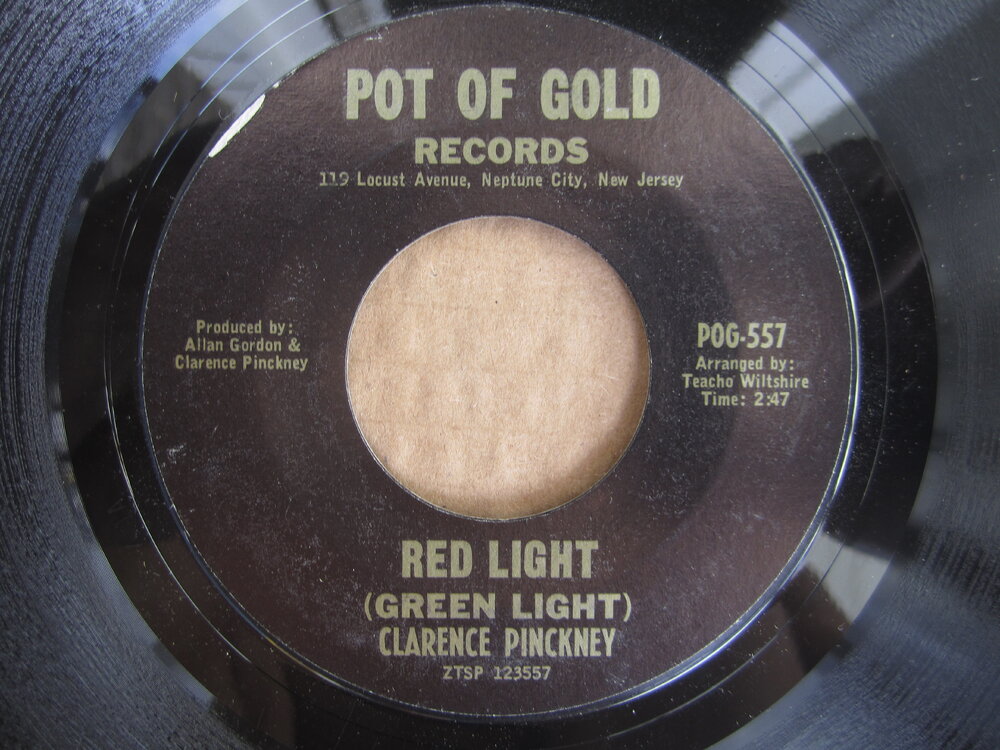 POT OF GOLD
RECORDS
119 Locust Avenue, Neptune City, New Jersey
Produced by:
Allan Gordon &
Clarence Pinckney
POG-557
Arranged by:
Teacho Wiltshire
Time: 2:47
RED LIGHT
(GREEN LIGHT)
CLARENCE PINCKNEY
ZTSP 123557